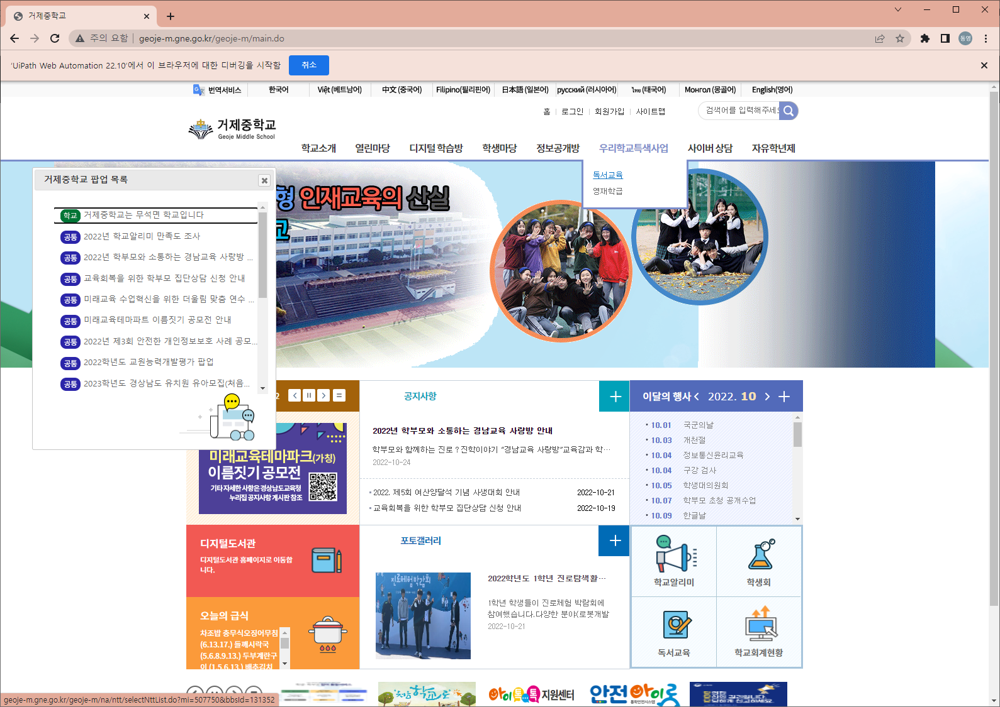 거제중학교
주의 요함
geoje-m.gne.go.kr/geoje-m/main.do
동영
'UiPath Web Automation 22.10'에서 이 브라우저에 대한 디버깅을 시작함
취소
번역서비스
한국어
Việt (베트남어)
中文 (중국어)
Filipino(필리핀어)
日本語 (일본어)
русский (러시아어)
ไทย (태국어)
Монгол (몽골어)
English(영어)
홈
로그인
회원가입
사이트맵
검색어를 입력해주세요
거제중학교
Geoje Middle School
학교소개
열린마당
디지털 학습방
학생마당
정보공개방
우리학교특색사업
사이버 상담
자유학년제
독서교육
영재학급
거제중학교 팝업 목록
학교 거제중학교는 무석면 학교입니다
공통 2022년 학교알리미 만족도 조사
공통 2022년 학부모와 소통하는 경남교육 사랑방 ...
공통 교육회복을 위한 학부모 집단상담 신청 안내
공통 미래교육 수업혁신을 위한 더울림 맞춤 연수 ...
공통 미래교육테마파트 이름짓기 공모전 안내
공통 2022년 제3회 안전한 개인정보보호 사례 공모...
공통 2022학년도 교원능력개발평가 팝업
공통 2023학년도 경상남도 유치원 유아모집(처음...
형 인재교육의 산실
교
2
미래교육테마파크(가칭)
이름짓기 공모전
기타 자세한 사항은 경상남도교육청
누리집 공지사항 게시판 참조
공지사항
2022년 학부모와 소통하는 경남교육 사랑방 안내
학부모와 함께하는 진로?진학이야기 "경남교육 사랑방"교육감과 학…
2022-10-24
2022. 제5회 여산양달석 기념 사생대회 안내 2022-10-21
교육회복을 위한 학부모 집단상담 신청 안내 2022-10-19
이달의 행사
2022. 10
10.01 국군의날
10.03 개천절
10.04 정보통신윤리교육
10.04 구강 검사
10.05 학생대의원회
10.07 학부모 초청 공개수업
10.09 한글날
디지털도서관
디지털도서관 홈페이지로 이동합
니다.
오늘의 급식
차조밥 충무식오징어무침
(6.13.17.) 들깨시락국
(5.6.8.9.13.) 두부계란구
이 (1.5.6.13.) 배추김치
포토갤러리
진로체험박람회
2022학년도 1학년 진로탐색활…
1학년 학생들이 진로체험 박람회에
참여했습니다.다양한 분야(로봇개발
2022-10-21
학교알리미
학생회
독서교육
학교회계현황
처음학교로
아이톡톡 지원센터
안전아이로
통학안전시스템
geoje-m.gne.go.kr/geoje-m/na/ntt/selectNttList.do?mi=507750&bbsId=131352